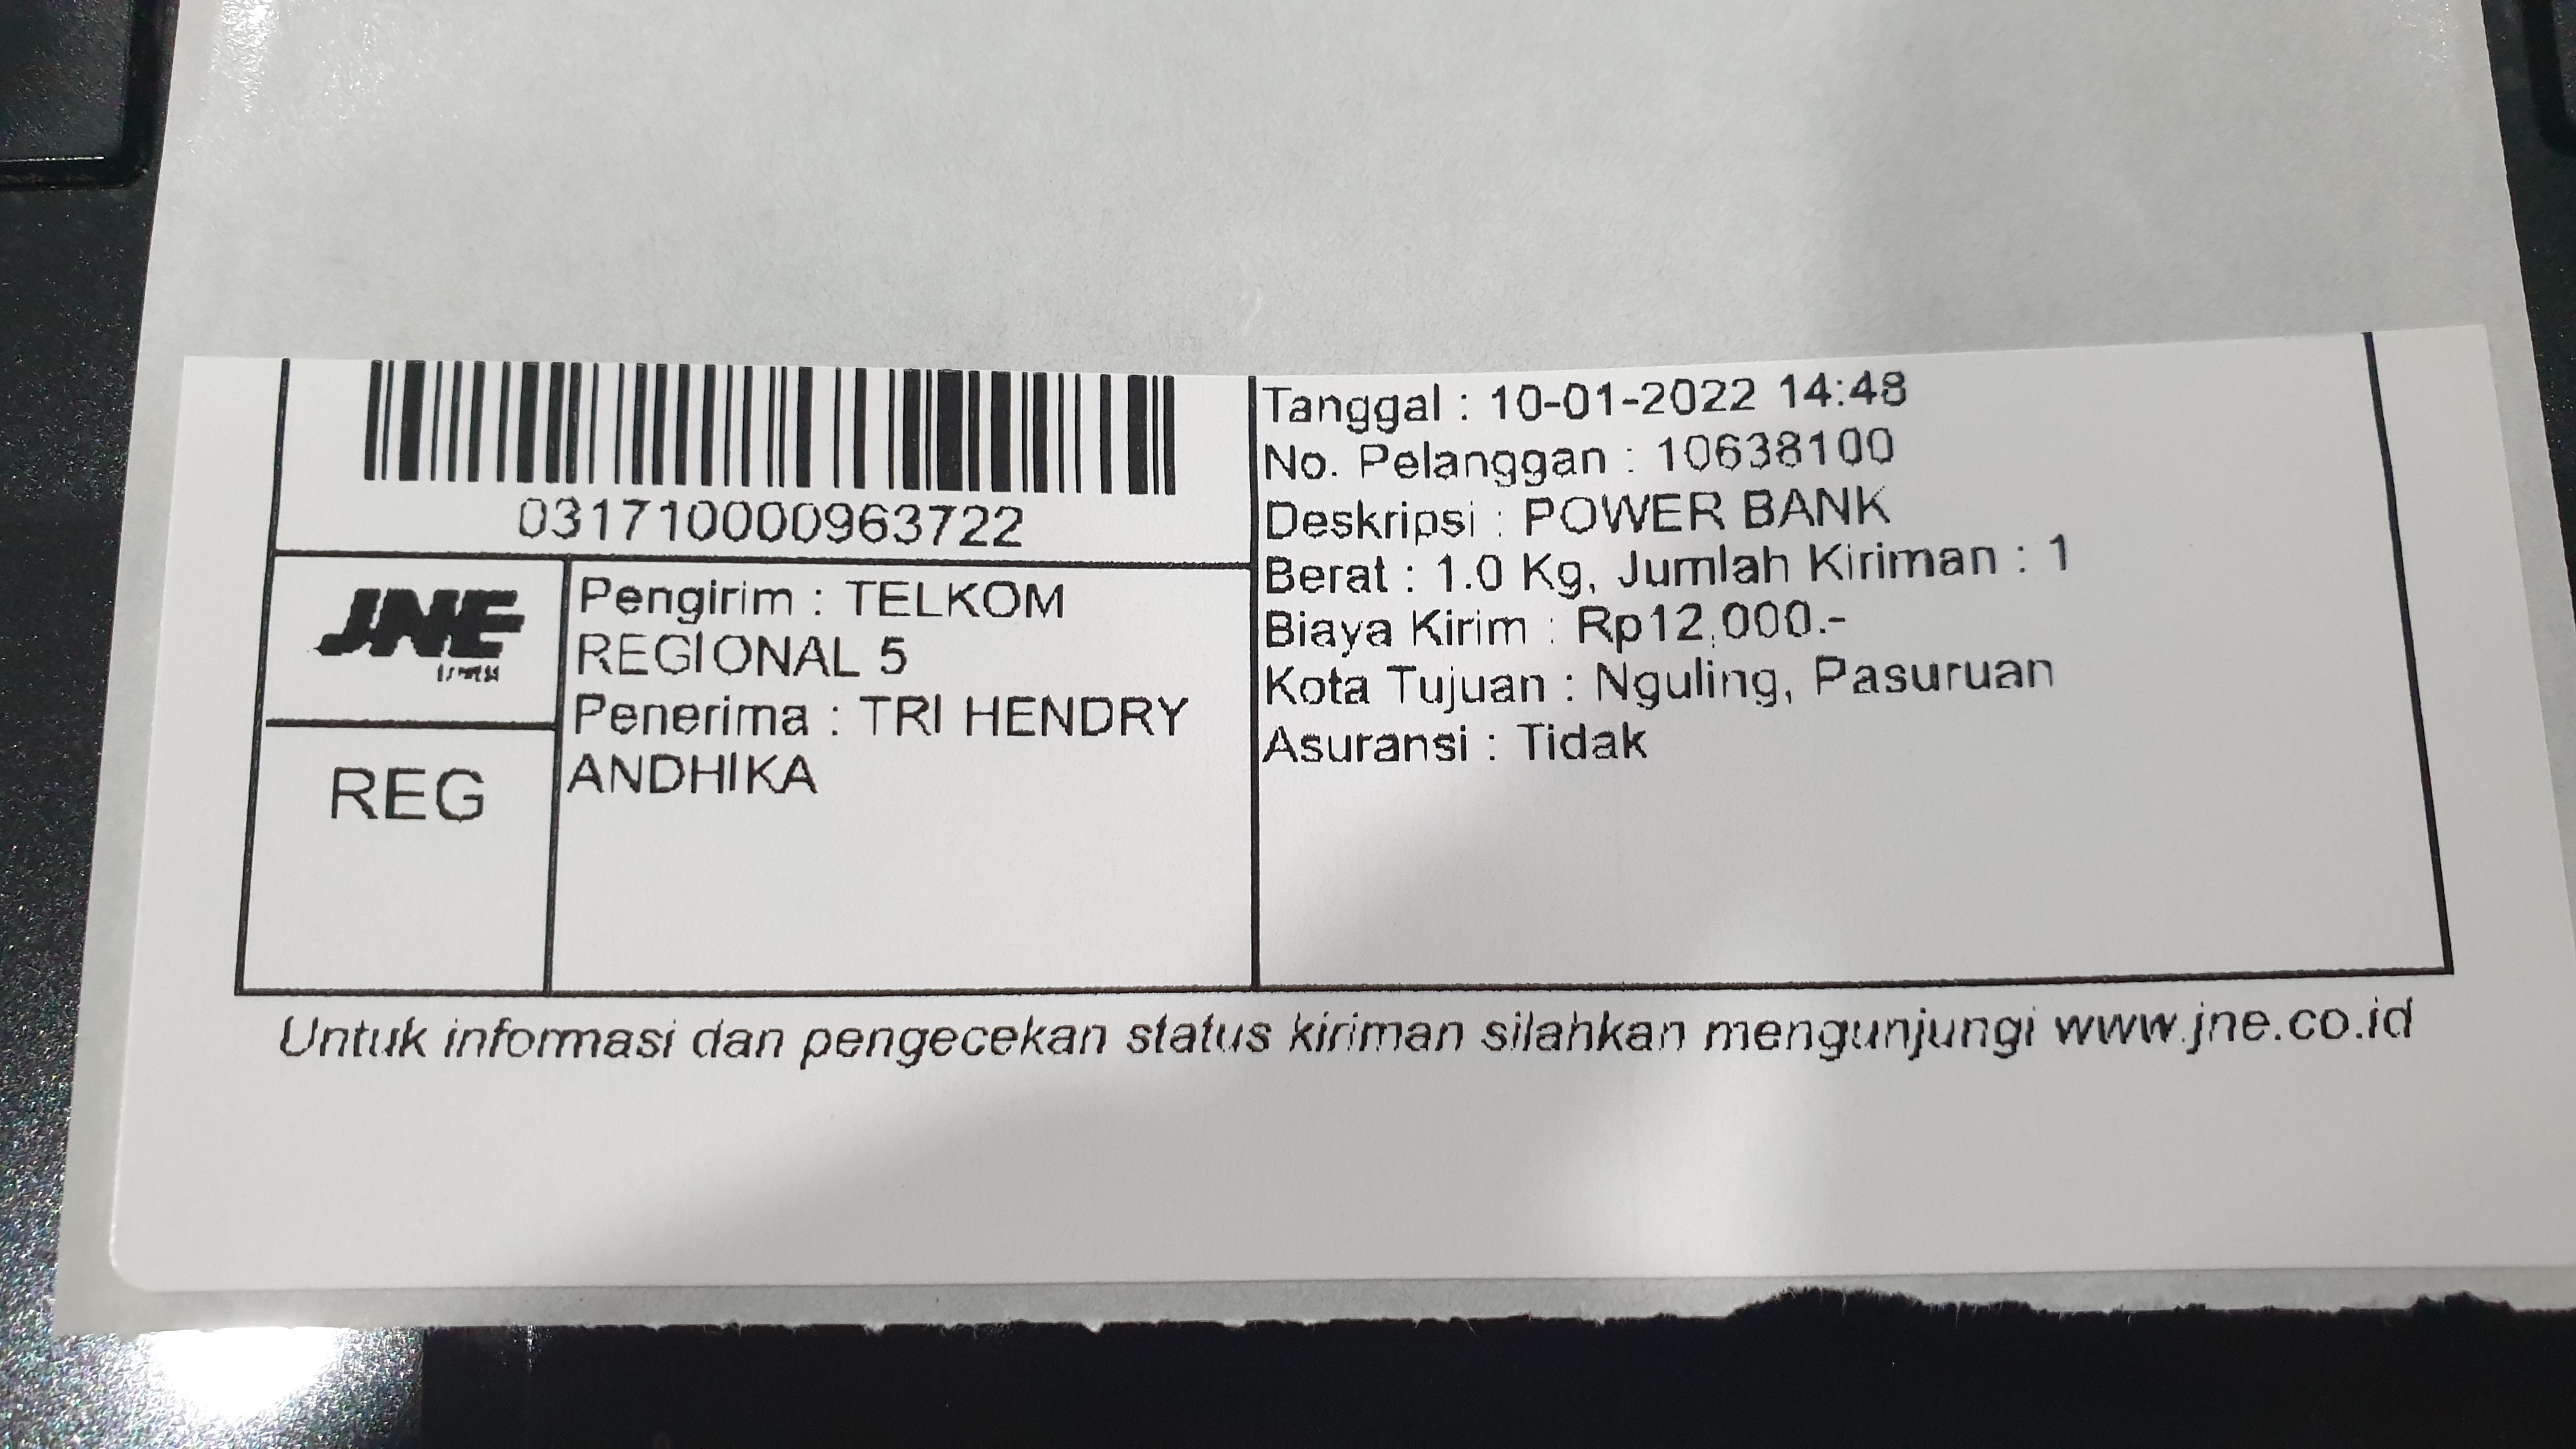 0317100000963722
JNE
REG
Pengirim : TELKOM
REGIONAL 5
Penerima : TRI HENDRY
ANDHIKA
Tanggal : 10-01-2022 14:48
No. Pelanggan : 10638100
Deskripsi : POWER BANK
Berat : 1.0 Kg, Jumlah Kiriman : 1
Biaya Kirim : Rp12,000.-
Kota Tujuan : Nguling, Pasuruan
Asuransi : Tidak
Untuk informasi dan pengecekan status kiriman silahkan mengunjungi www.jne.co.id